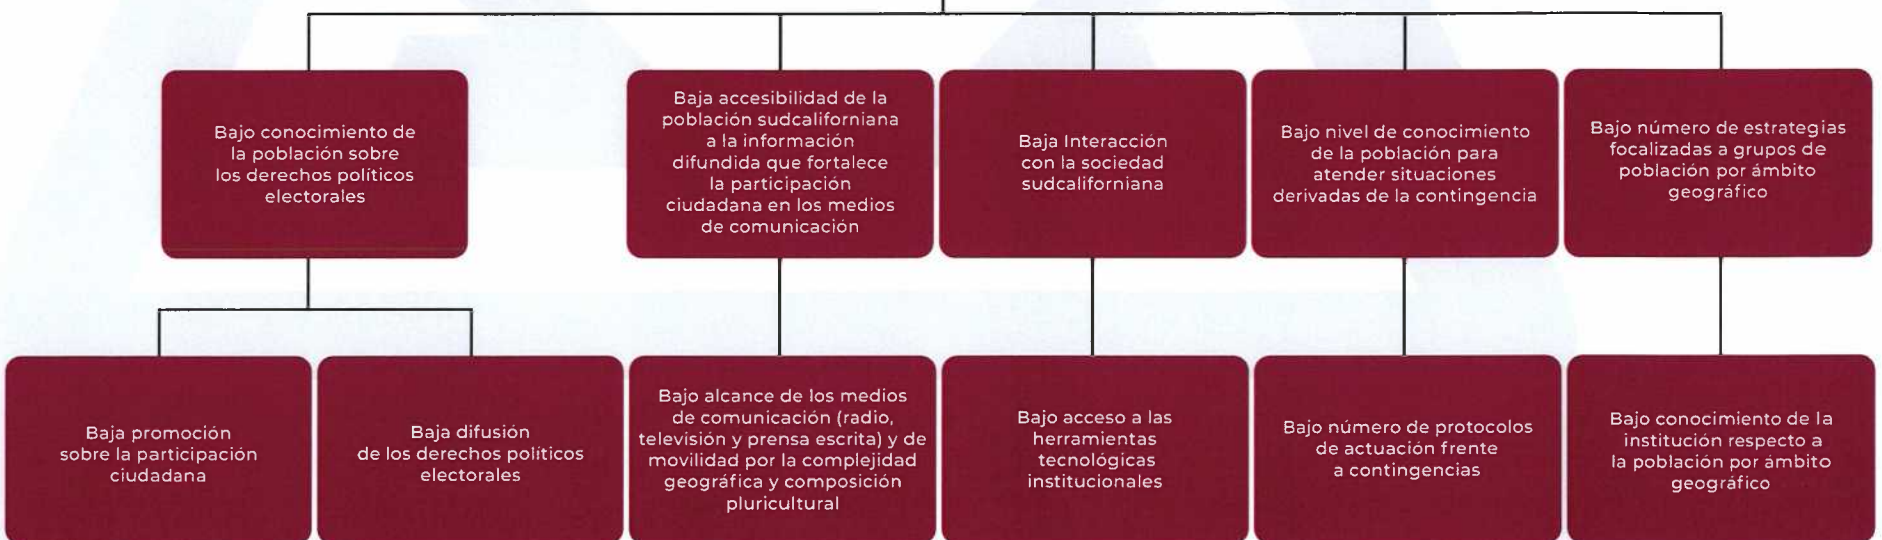 Bajo conocimiento de
la población sobre
los derechos políticos
electorales
Baja accesibilidad de la
población sudcaliforniana
a la información
difundida que fortalece
la participación
ciudadana en los medios
de comunicación
Baja Interacción
con la sociedad
sudcaliforniana
Bajo nivel de conocimiento
de la población para
atender situaciones
derivadas de la contingencia
Bajo número de estrategias
focalizadas a grupos de
población por ámbito
geográfico
Baja promoción
sobre la participación
ciudadana
Baja difusión
de los derechos políticos
electorales
Bajo alcance de los medios
de comunicación (radio,
televisión y prensa escrita) y de
movilidad por la complejidad
geográfica y composición
pluricultural
Bajo acceso a las
herramientas
tecnológicas
institucionales
Bajo número de protocolos
de actuación frente
a contingencias
Bajo conocimiento de la
institución respecto a
la población por ámbito
geográfico